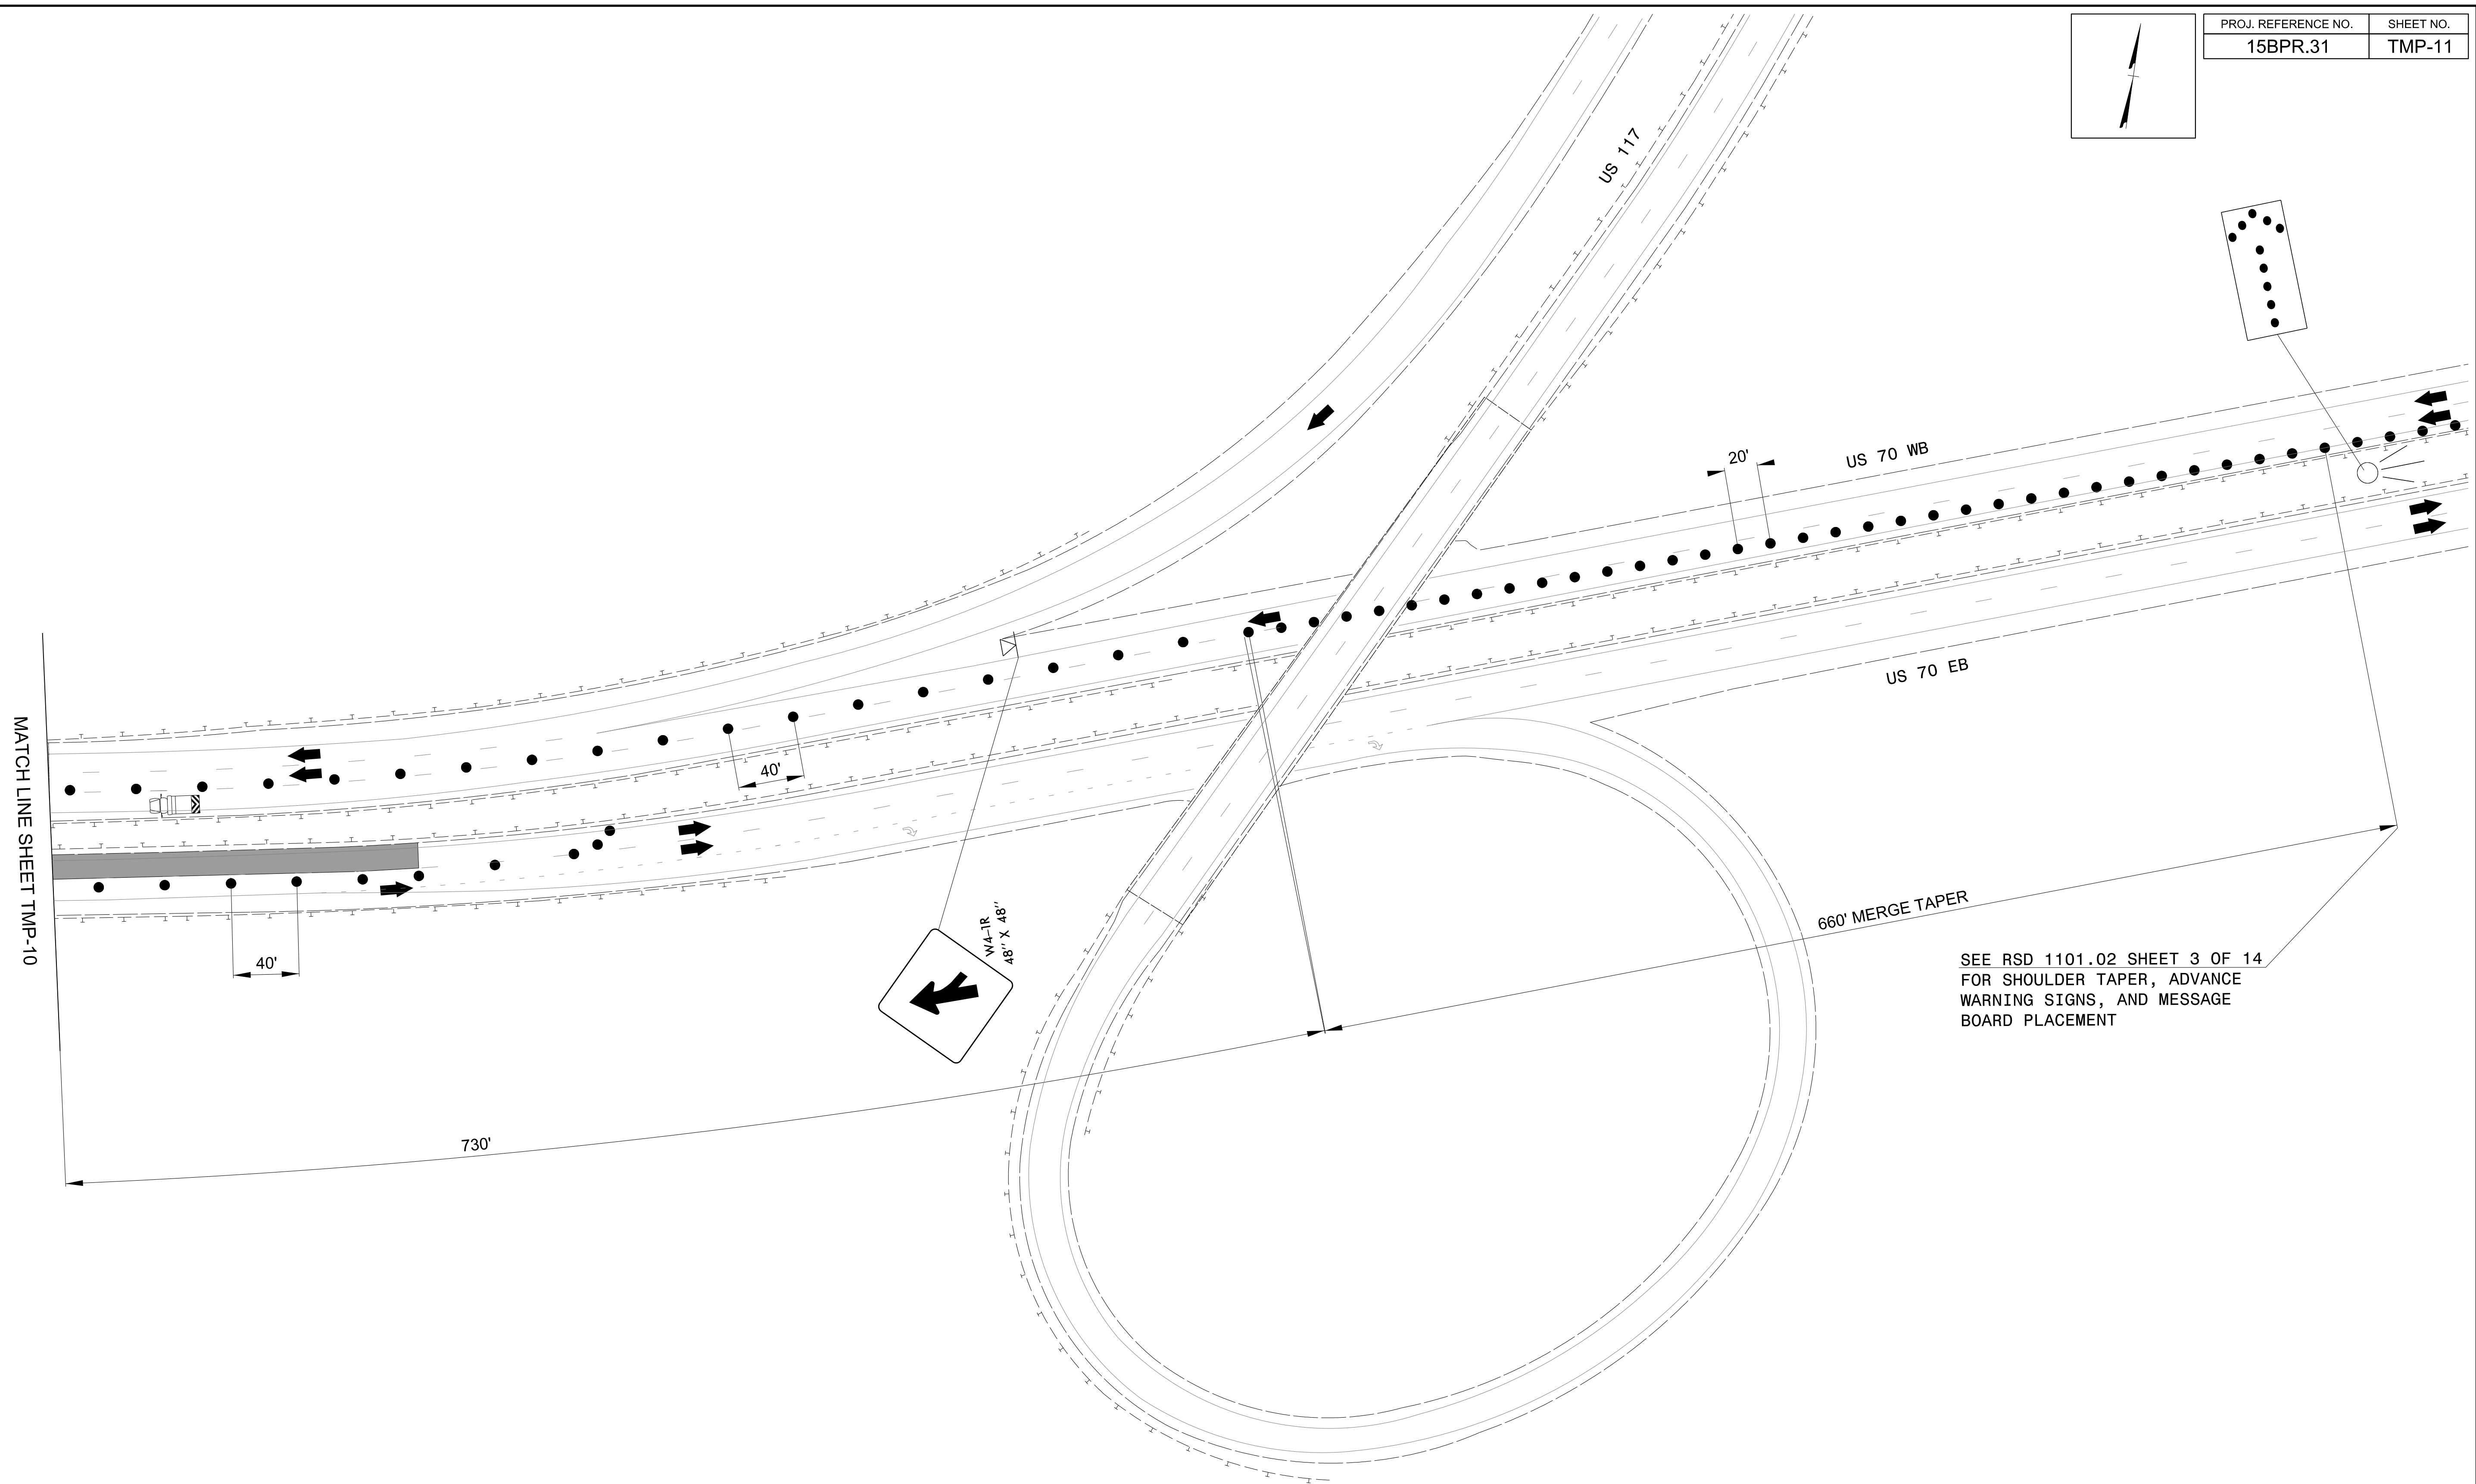 PROJ. REFERENCE NO.
SHEET NO.
15BPR.31
TMP-11
US 117
20'
US 70 WB
US 70 EB
40'
MATCH LINE SHEET TMP-10
40'
W4-1R
48" X 48"
660' MERGE TAPER
SEE RSD 1101.02 SHEET 3 OF 14
FOR SHOULDER TAPER, ADVANCE
WARNING SIGNS, AND MESSAGE
BOARD PLACEMENT
730'